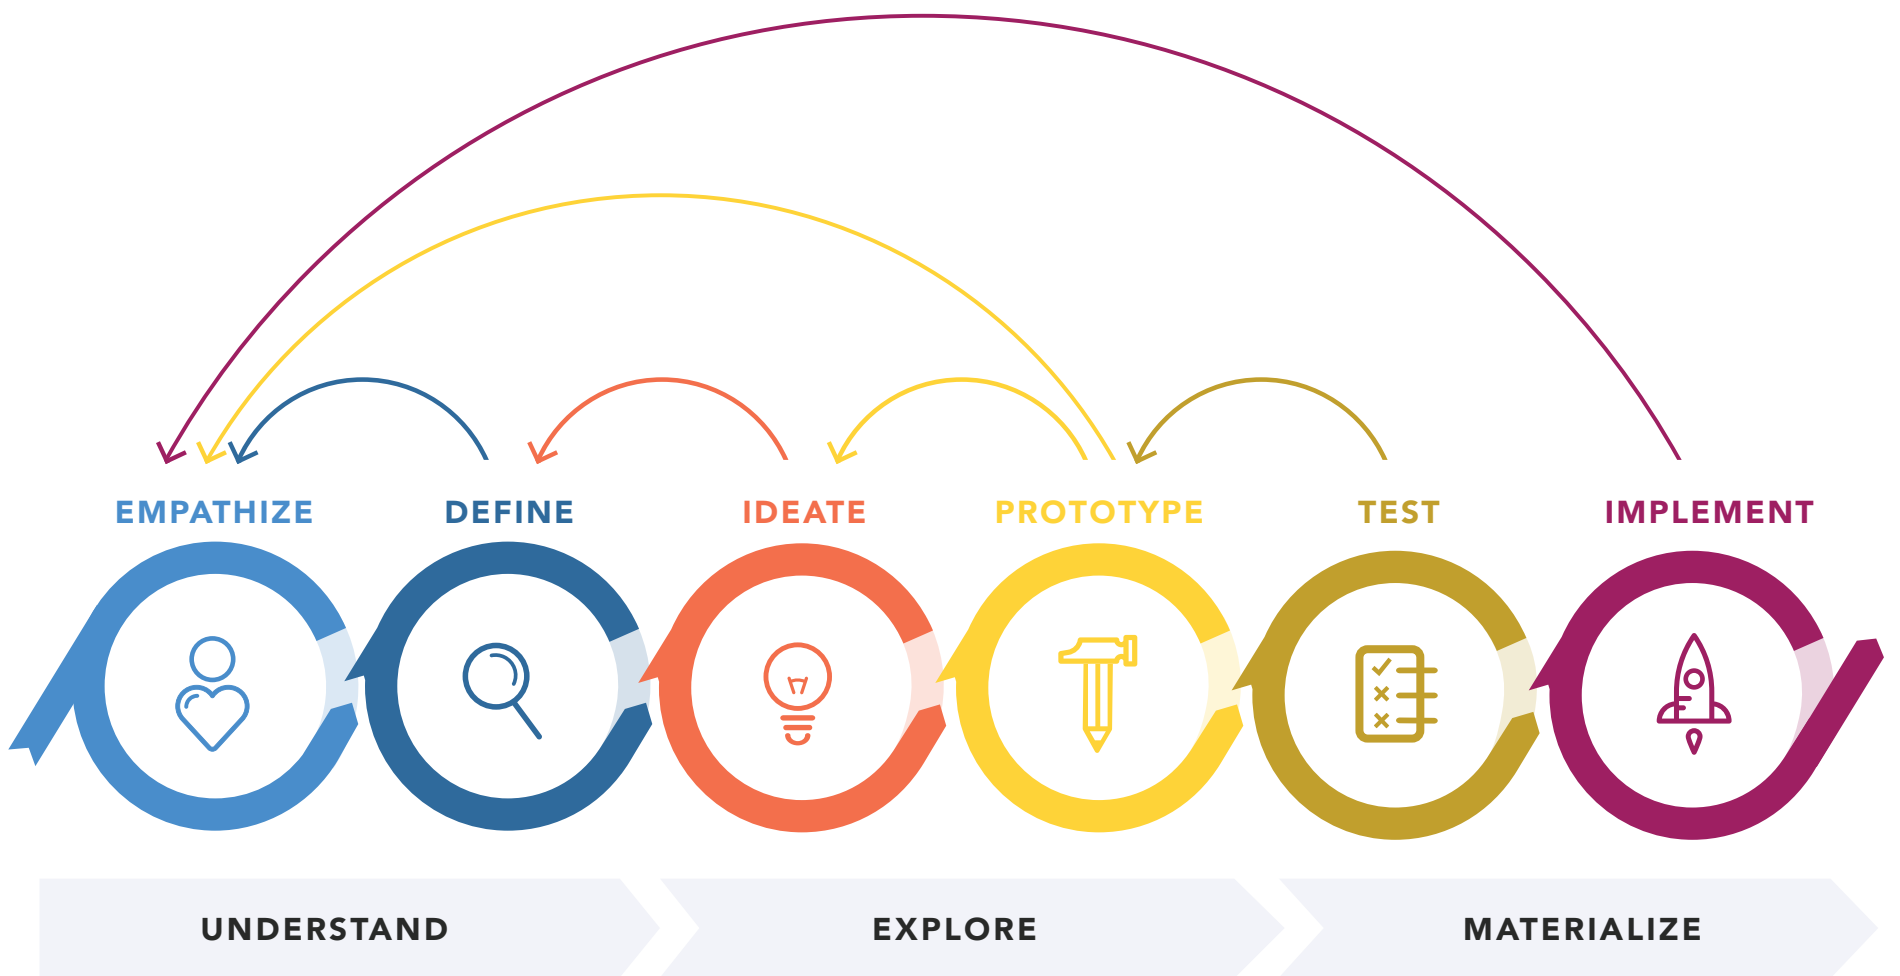 EMPATHIZE
DEFINE
IDEATE
PROTOTYPE
TEST
IMPLEMENT
UNDERSTAND
EXPLORE
MATERIALIZE